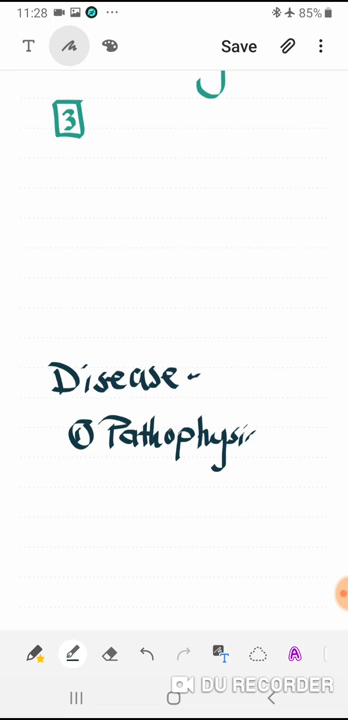 11:28 85%
T Save
3
Disease -
① Pathophysi
T A
DU RECORDER